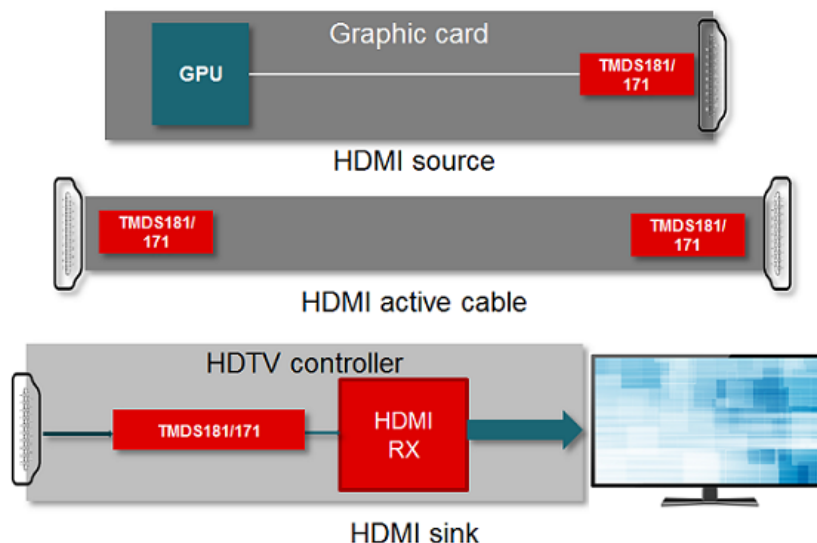 Graphic card
GPU
TMDS181/
171
HDMI source
TMDS181/
171
TMDS181/
171
HDMI active cable
HDTV controller
TMDS181/171
HDMI
RX
HDMI sink